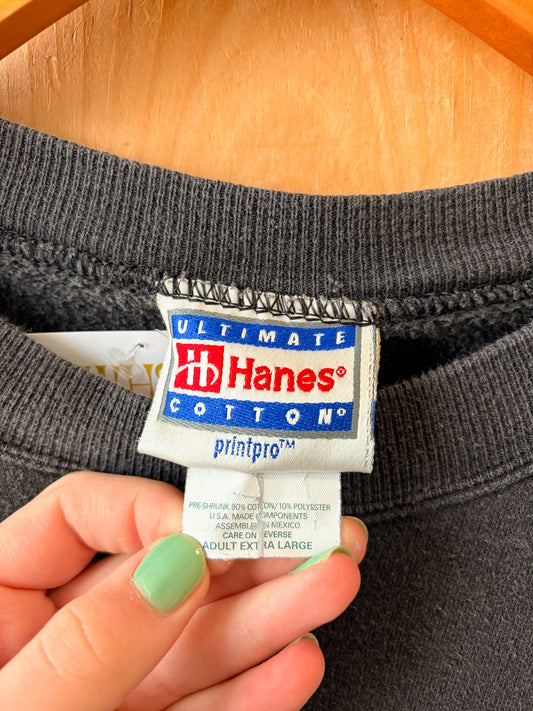 ULTIMATE
Hanes®
COTTON®
printpro™
PRE-SHRUNK 90% COTTON/10% POLYESTER
U.S.A. MADE COMPONENTS
ASSEMBLED IN MEXICO
CARE ON REVERSE
ADULT EXTRA LARGE